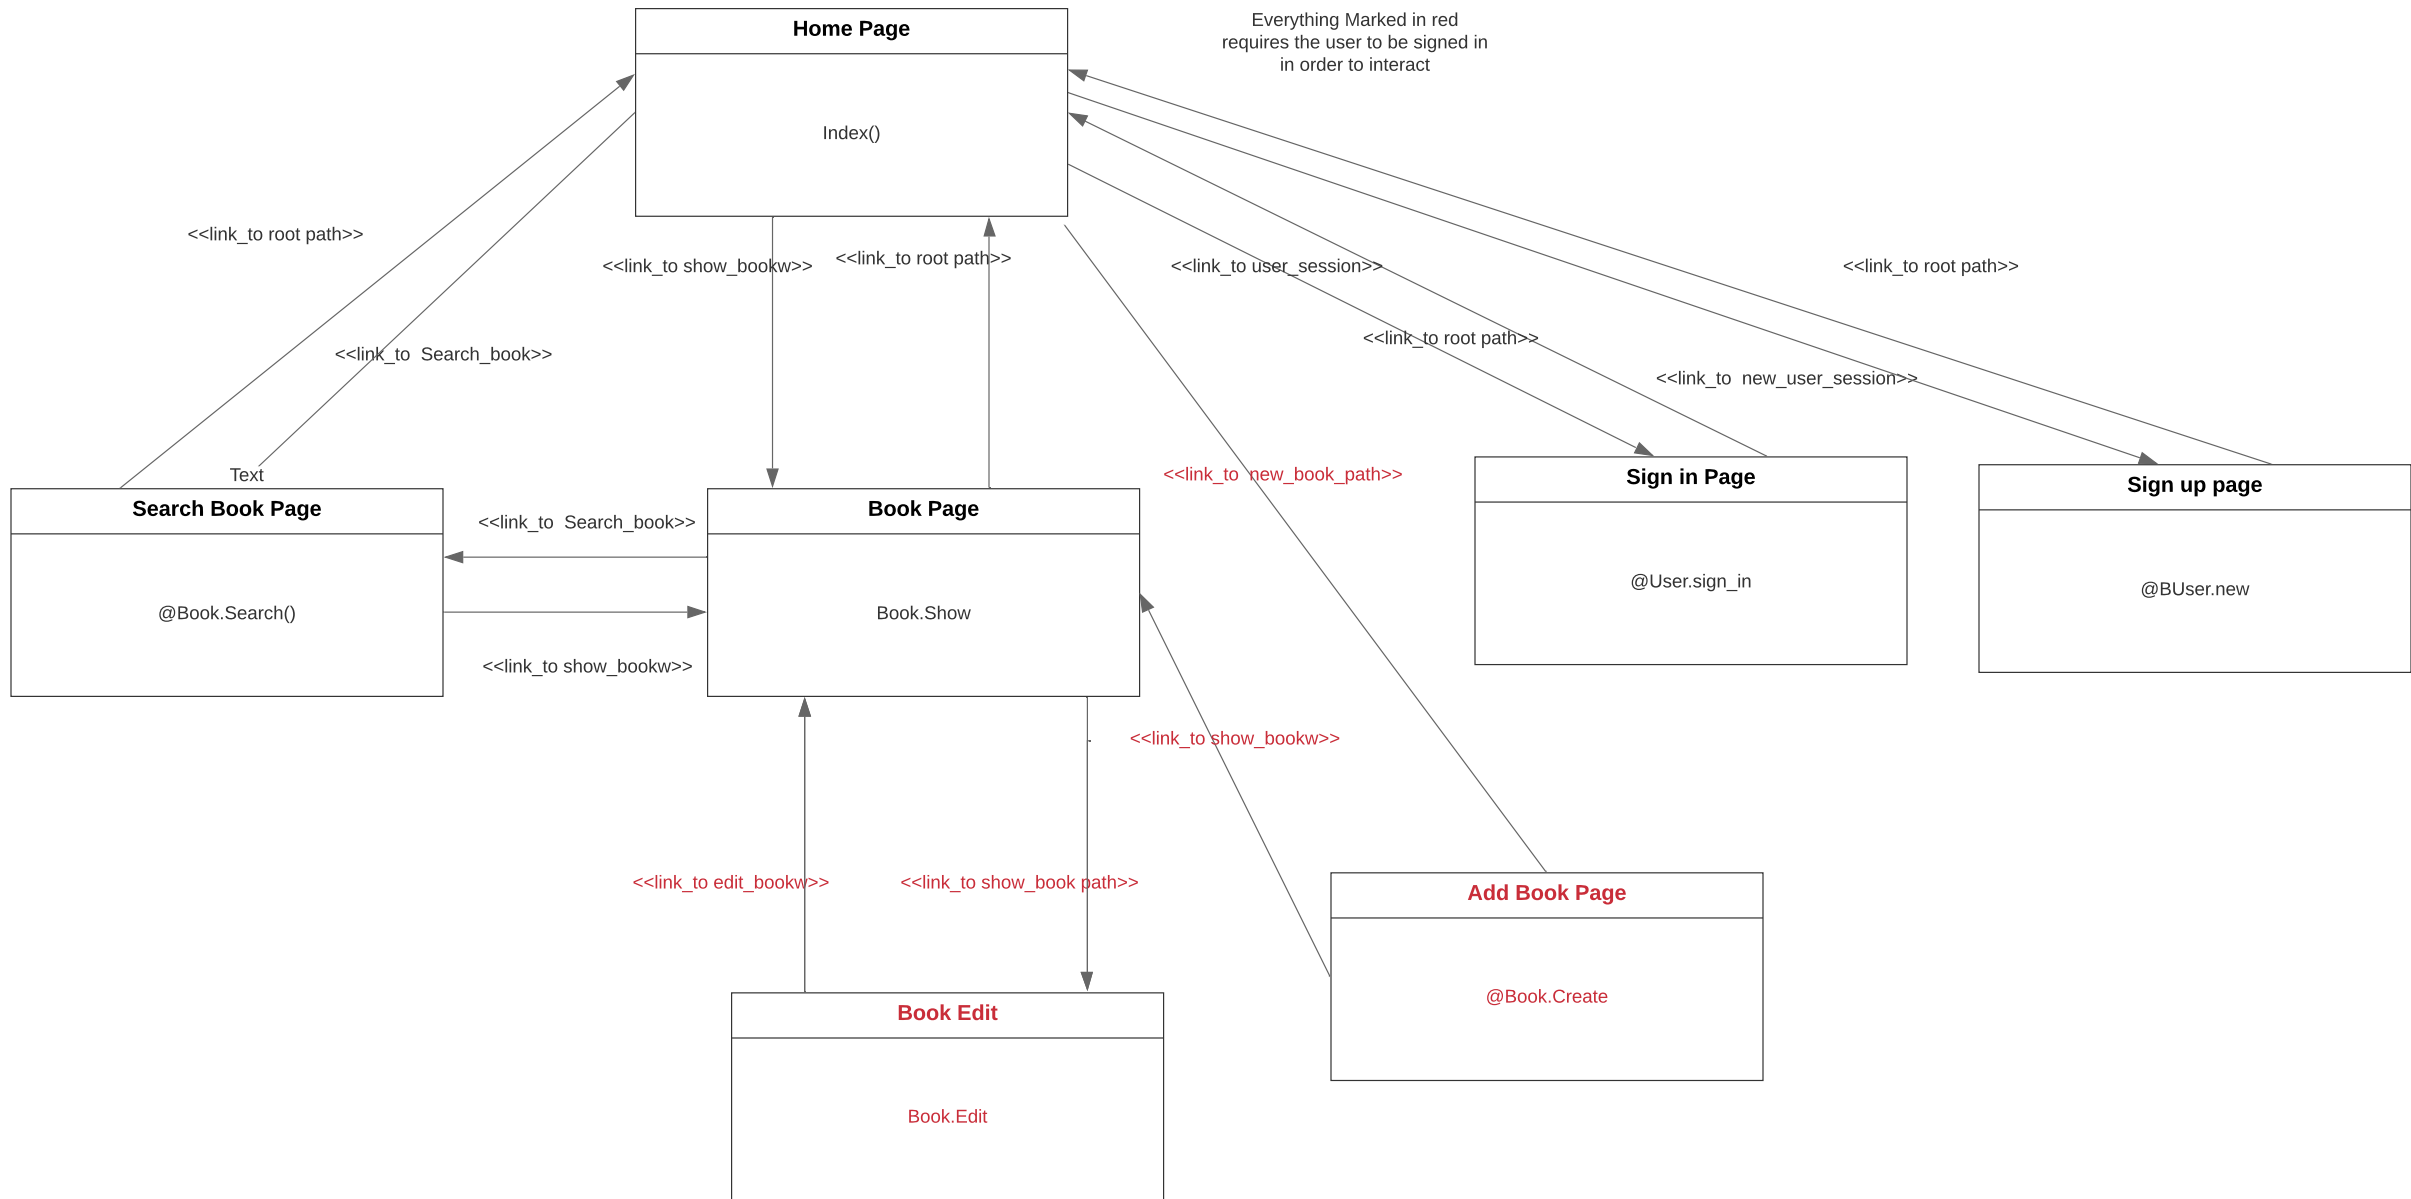 Home Page
Everything Marked in red
requires the user to be signed in
in order to interact
Index()
<<link_to root path>>
<<link_to show_bookw>>
<<link_to root path>>
<<link_to user_session>>
<<link_to root path>>
<<link_to root path>>
<<link_to  Search_book>>
<<link_to  new_user_session>>
Text
<<link_to  new_book_path>>
Search Book Page
Book Page
Sign in Page
Sign up page
<<link_to  Search_book>>
@Book.Search()
Book.Show
@User.sign_in
@BUser.new
<<link_to show_bookw>>
<<link_to show_bookw>>
<<link_to edit_bookw>>
<<link_to show_book path>>
Add Book Page
@Book.Create
Book Edit
Book.Edit